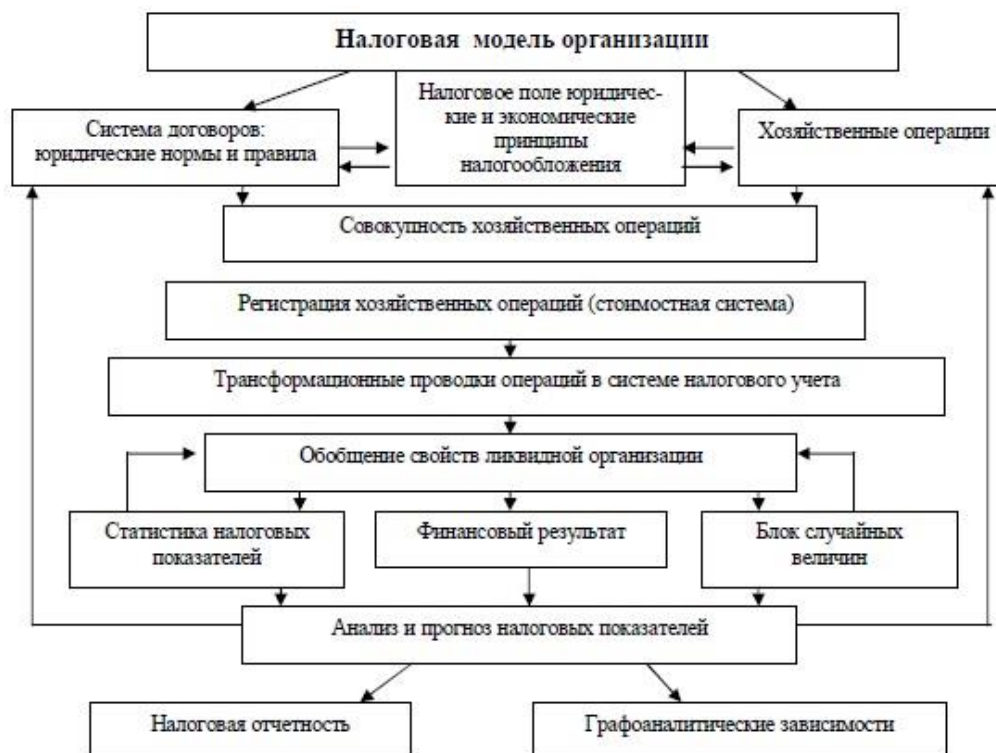 Налоговая модель организации
Налоговое поле юридичес-
кие и экономические
принципы
налогообложения
Система договоров:
юридические нормы и правила
Хозяйственные операции
Совокупность хозяйственных операций
Регистрация хозяйственных операций (стоимостная система)
Трансформационные проводки операций в системе налогового учета
Обобщение свойств ликвидной организации
Статистика налоговых
показателей
Финансовый результат
Блок случайных
величин
Анализ и прогноз налоговых показателей
Налоговая отчетность
Графоаналитические зависимости